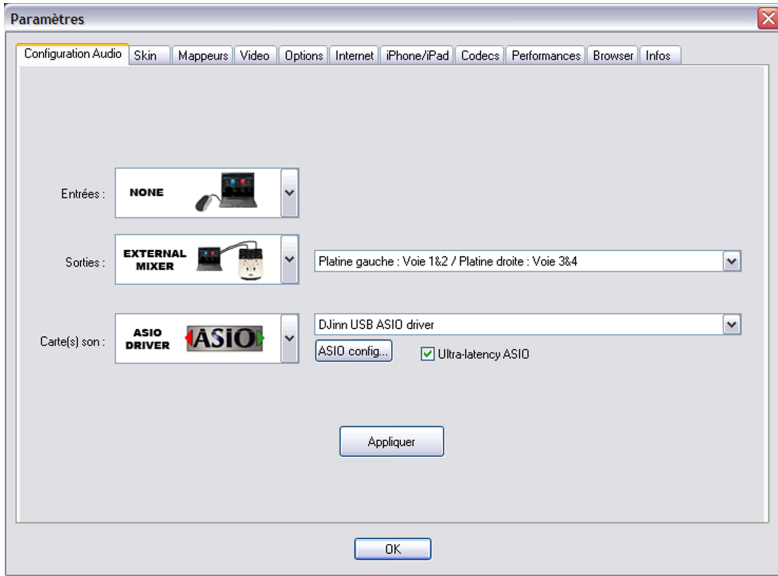 Paramètres
Configuration Audio Skin Mappeurs Video Options Internet iPhone/iPad Codecs Performances Browser Infos
Entrées : NONE
Sorties : EXTERNAL MIXER Platine gauche : Voie 1&2 / Platine droite : Voie 3&4
Carte(s) son : ASIO DRIVER ASIO DJinn USB ASIO driver
ASIO config... Ultra-latency ASIO
Appliquer
OK